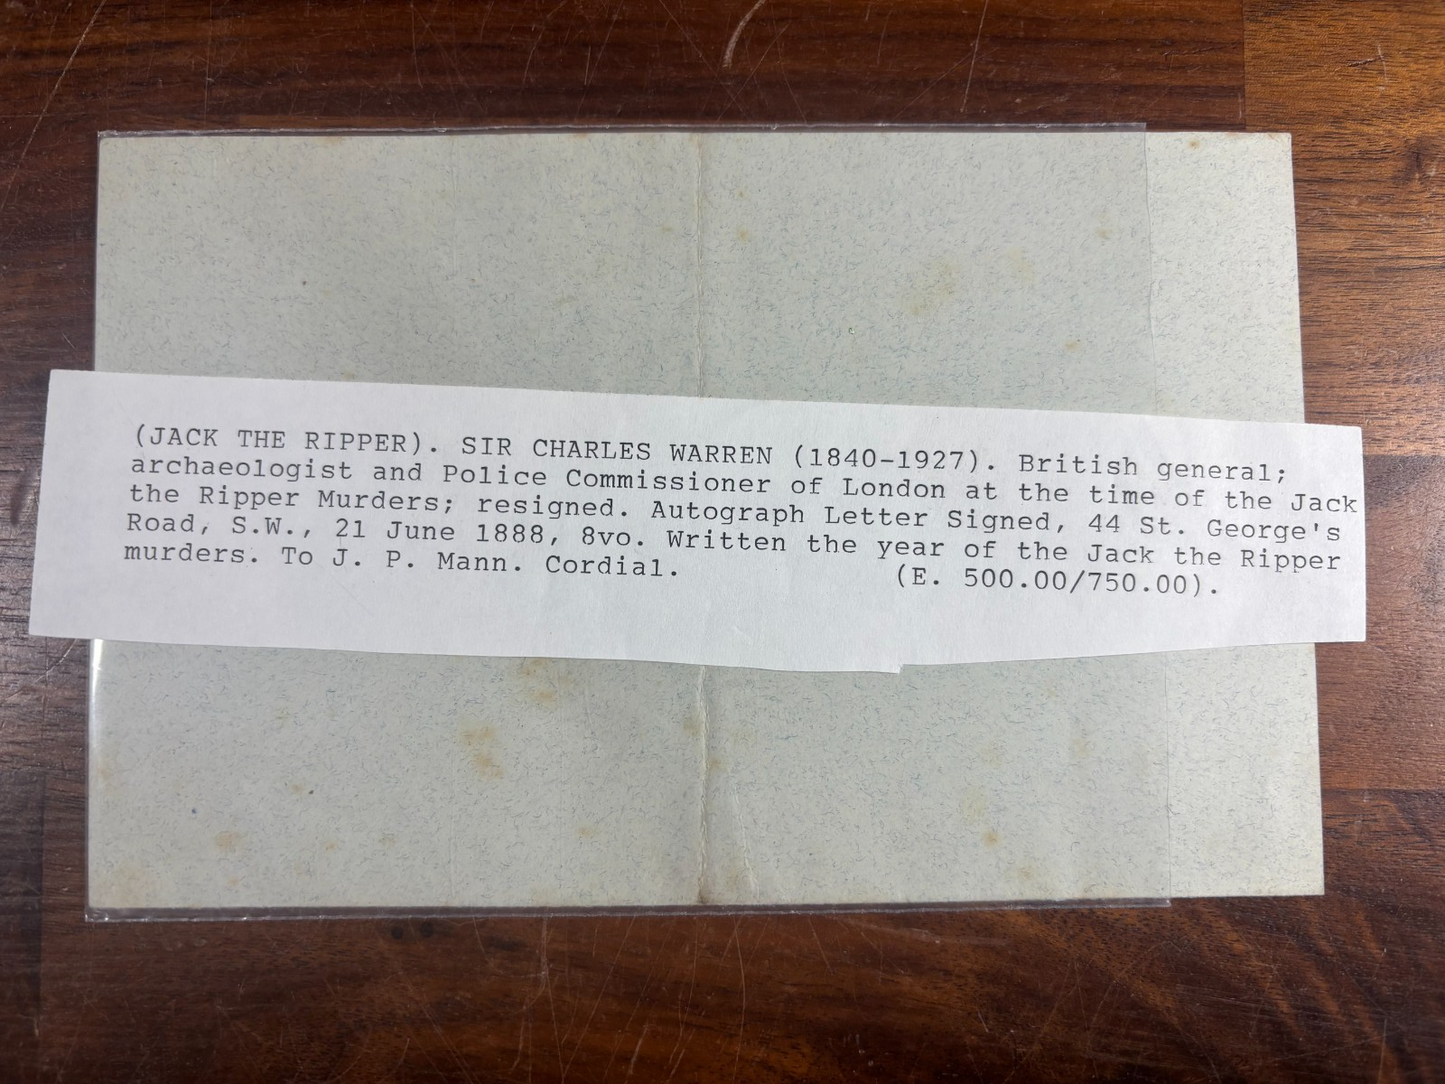 (JACK THE RIPPER). SIR CHARLES WARREN (1840-1927). British general;
archaeologist and Police Commissioner of London at the time of the Jack
the Ripper Murders; resigned. Autograph Letter Signed, 44 St. George's
Road, S.W., 21 June 1888, 8vo. Written the year of the Jack the Ripper
murders. To J. P. Mann. Cordial. (E. 500.00/750.00).